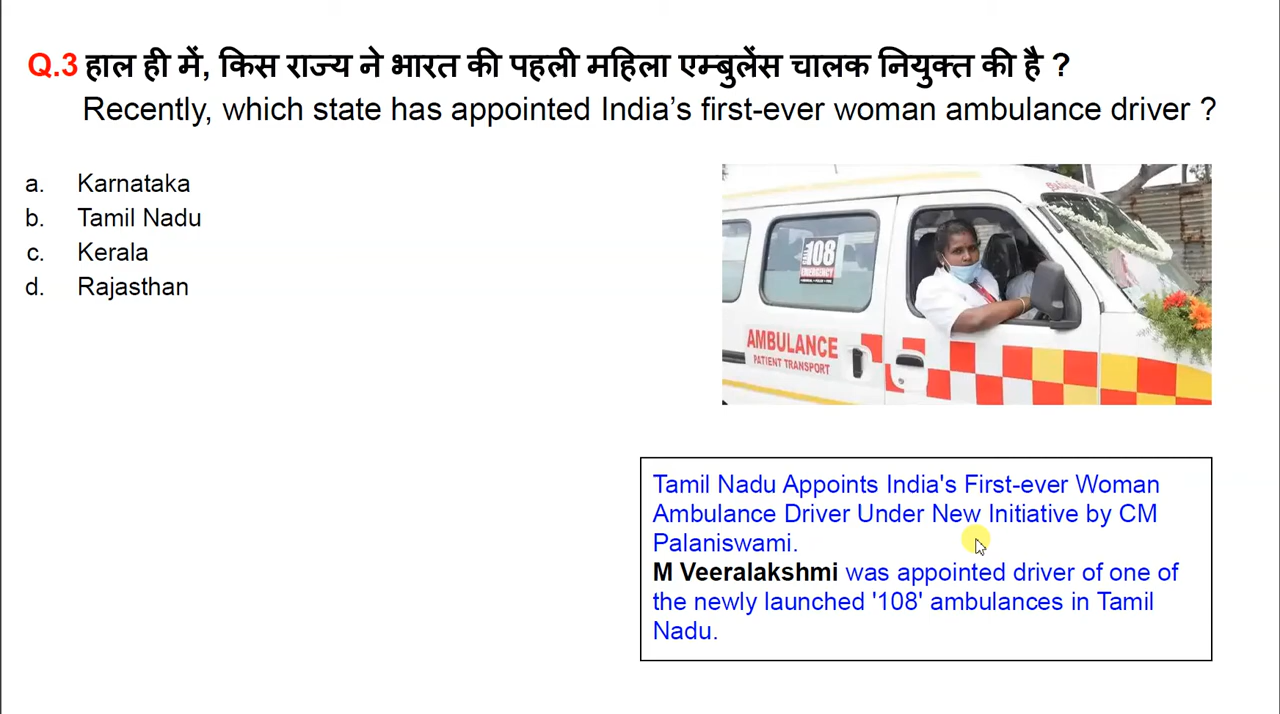 Q.3 हाल ही में, किस राज्य ने भारत की पहली महिला एम्बुलेंस चालक नियुक्त की है ?
Recently, which state has appointed India's first-ever woman ambulance driver ?
a. Karnataka
b. Tamil Nadu
c. Kerala
d. Rajasthan
108
EMERGENCY
AMBULANCE
PATIENT TRANSPORT
Tamil Nadu Appoints India's First-ever Woman
Ambulance Driver Under New Initiative by CM
Palaniswami.
M Veeralakshmi was appointed driver of one of
the newly launched '108' ambulances in Tamil
Nadu.